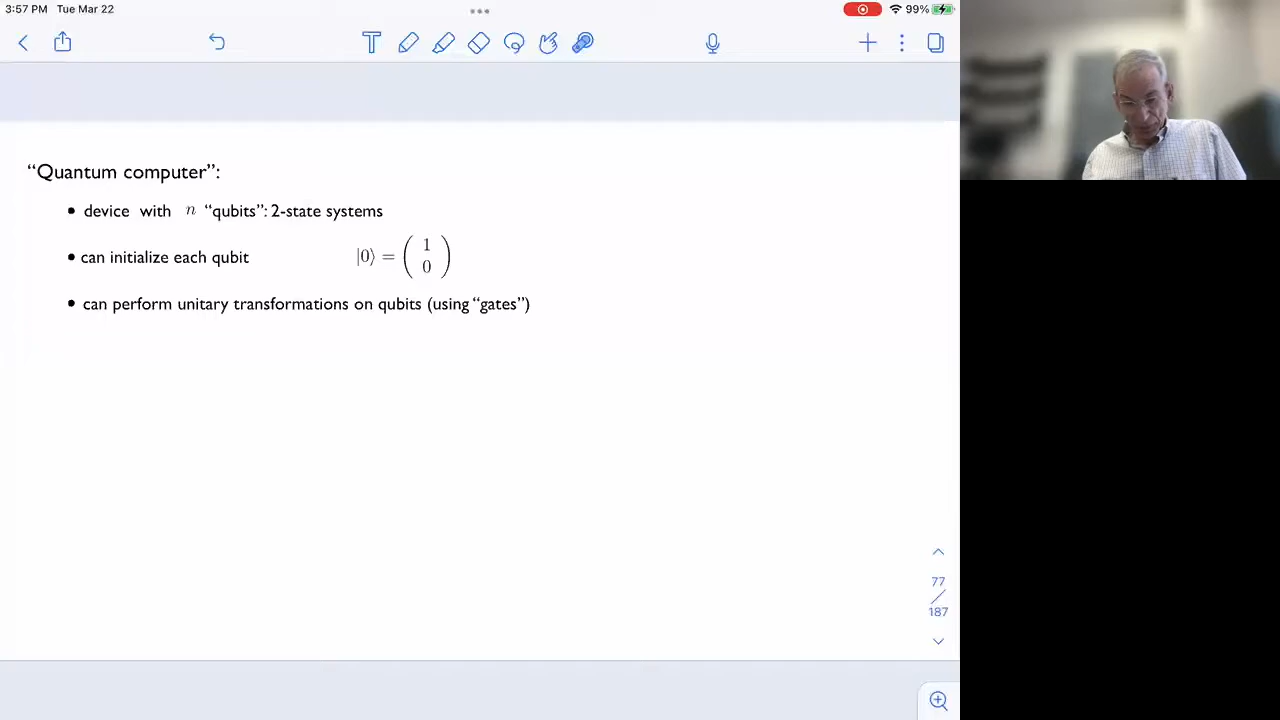 3:57 PM Tue Mar 22
99%
“Quantum computer”:
• device with n “qubits”: 2-state systems
• can initialize each qubit |0⟩ = ( 1 0 )
• can perform unitary transformations on qubits (using “gates”)
77
/
187